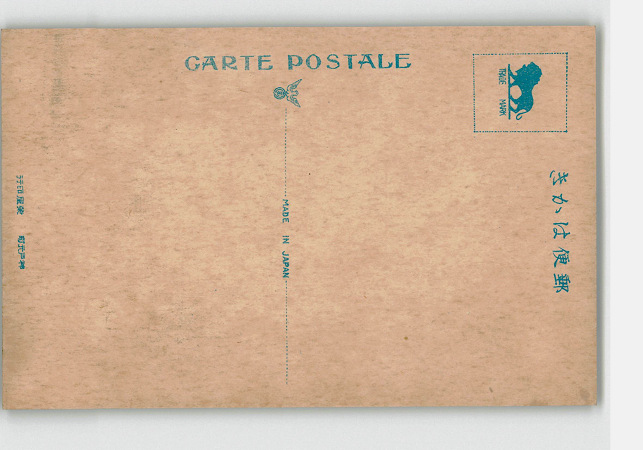 CARTE POSTALE
TRADE MARK
MADE IN JAPAN
きかは便郵